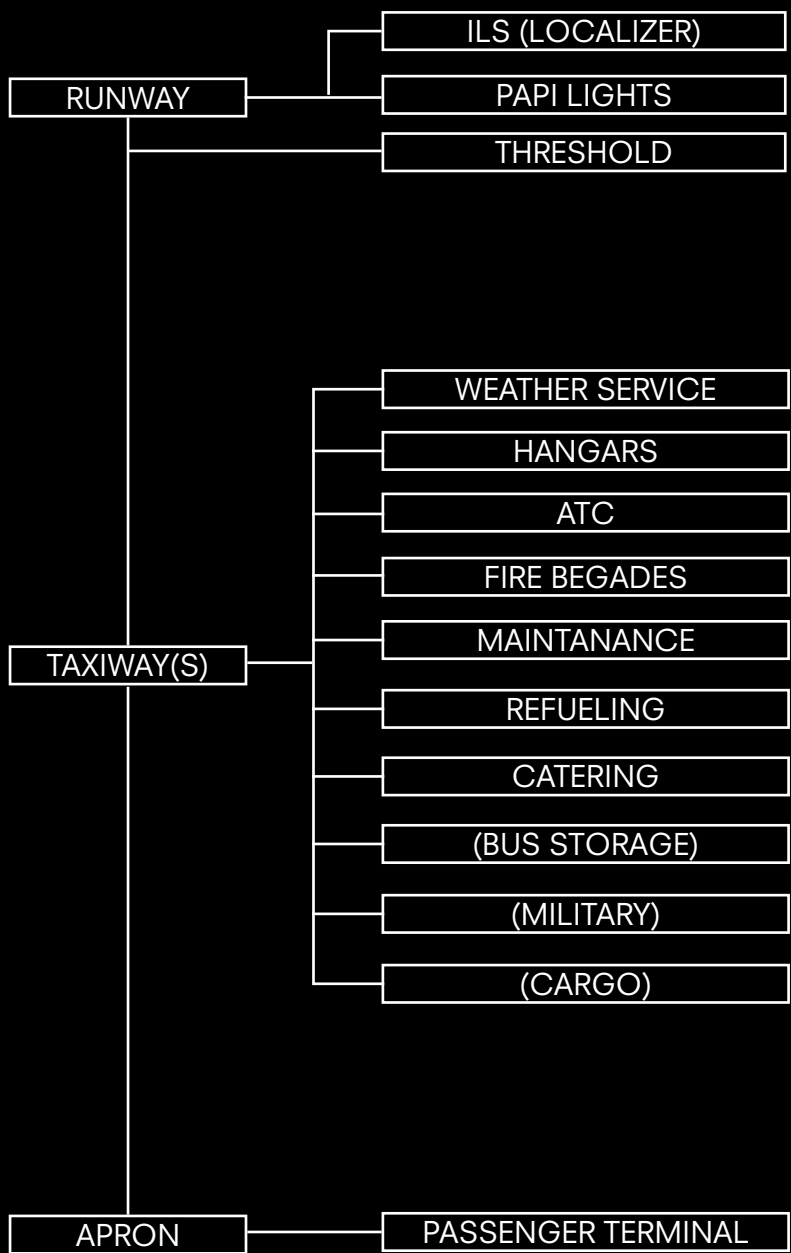 ILS (LOCALIZER)
RUNWAY
PAPI LIGHTS
THRESHOLD
WEATHER SERVICE
HANGARS
ATC
FIRE BEGADES
MAINTANANCE
TAXIWAY(S)
REFUELING
CATERING
(BUS STORAGE)
(MILITARY)
(CARGO)
APRON
PASSENGER TERMINAL